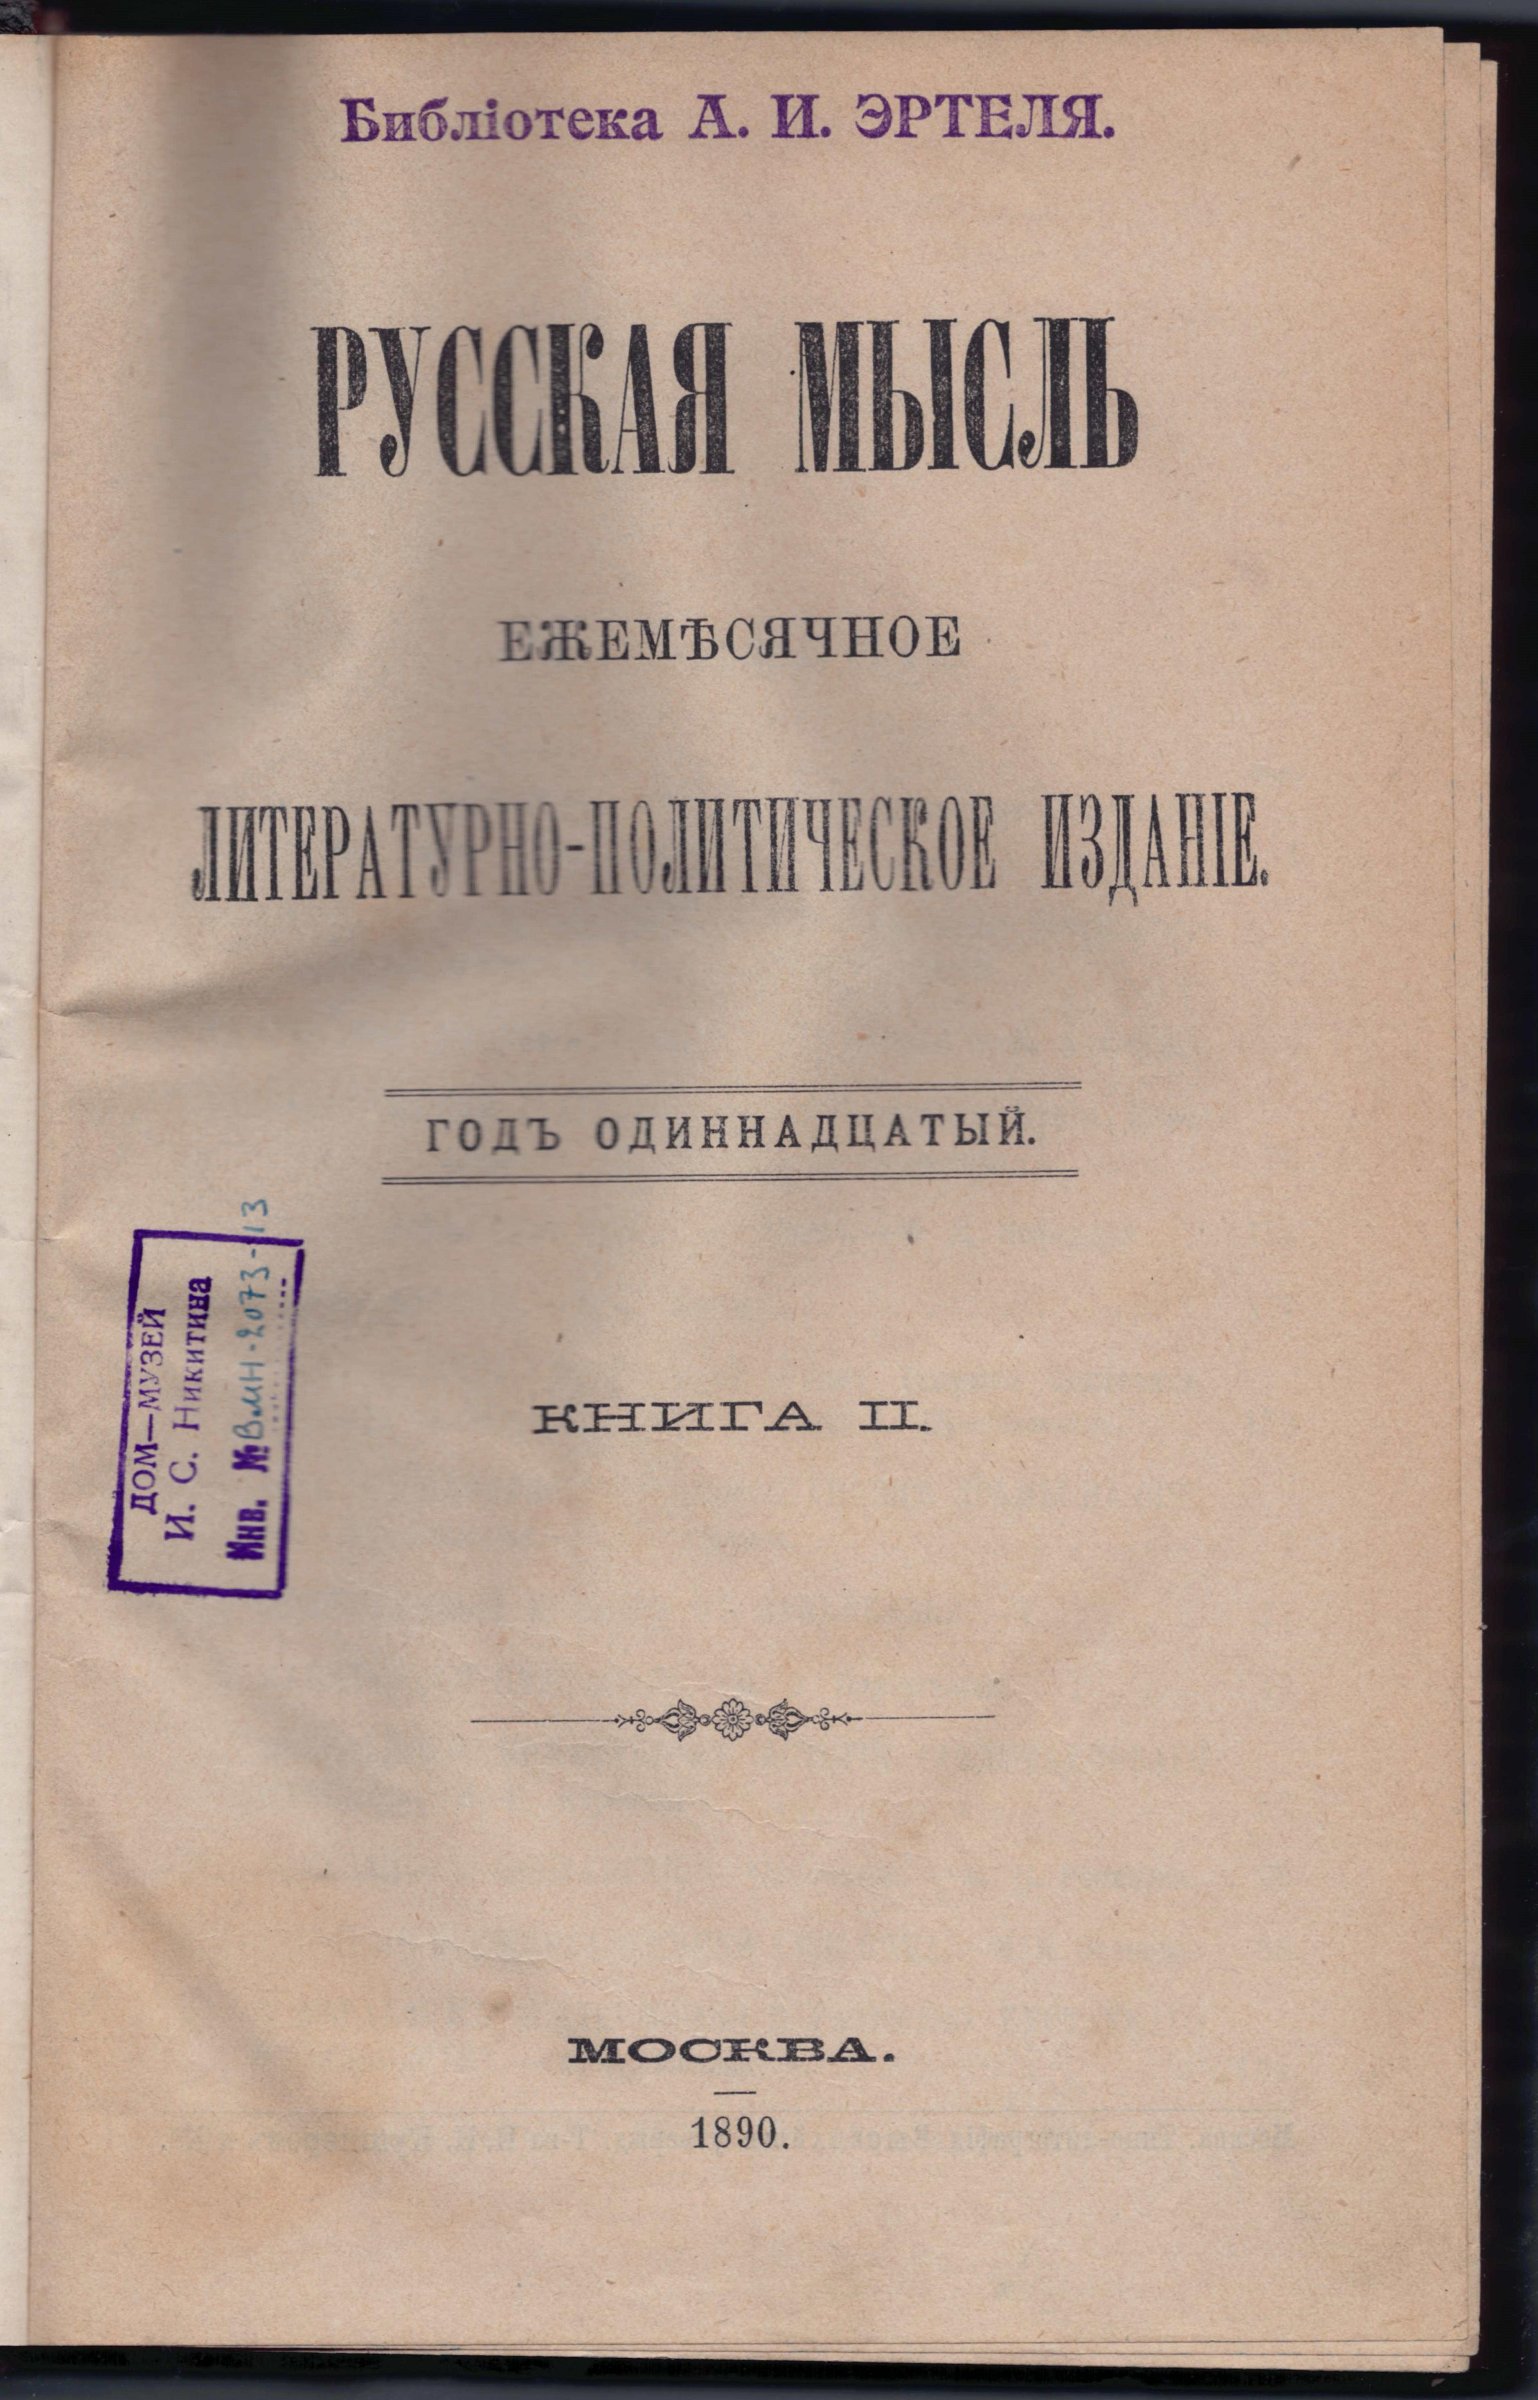 Библіотека А. И. ЭРТЕЛЯ.
РУССКАЯ МЫСЛЬ
ЕЖЕМѢСЯЧНОЕ
ЛИТЕРАТУРНО-ПОЛИТИЧЕСКОЕ ИЗДАНІЕ.
ГОДЪ ОДИННАДЦАТЫЙ.
ДОМ—МУЗЕЙ
И. С. Никитина
Инв. № ВМН-2073-113
КНИГА II.
МОСКВА.
1890.